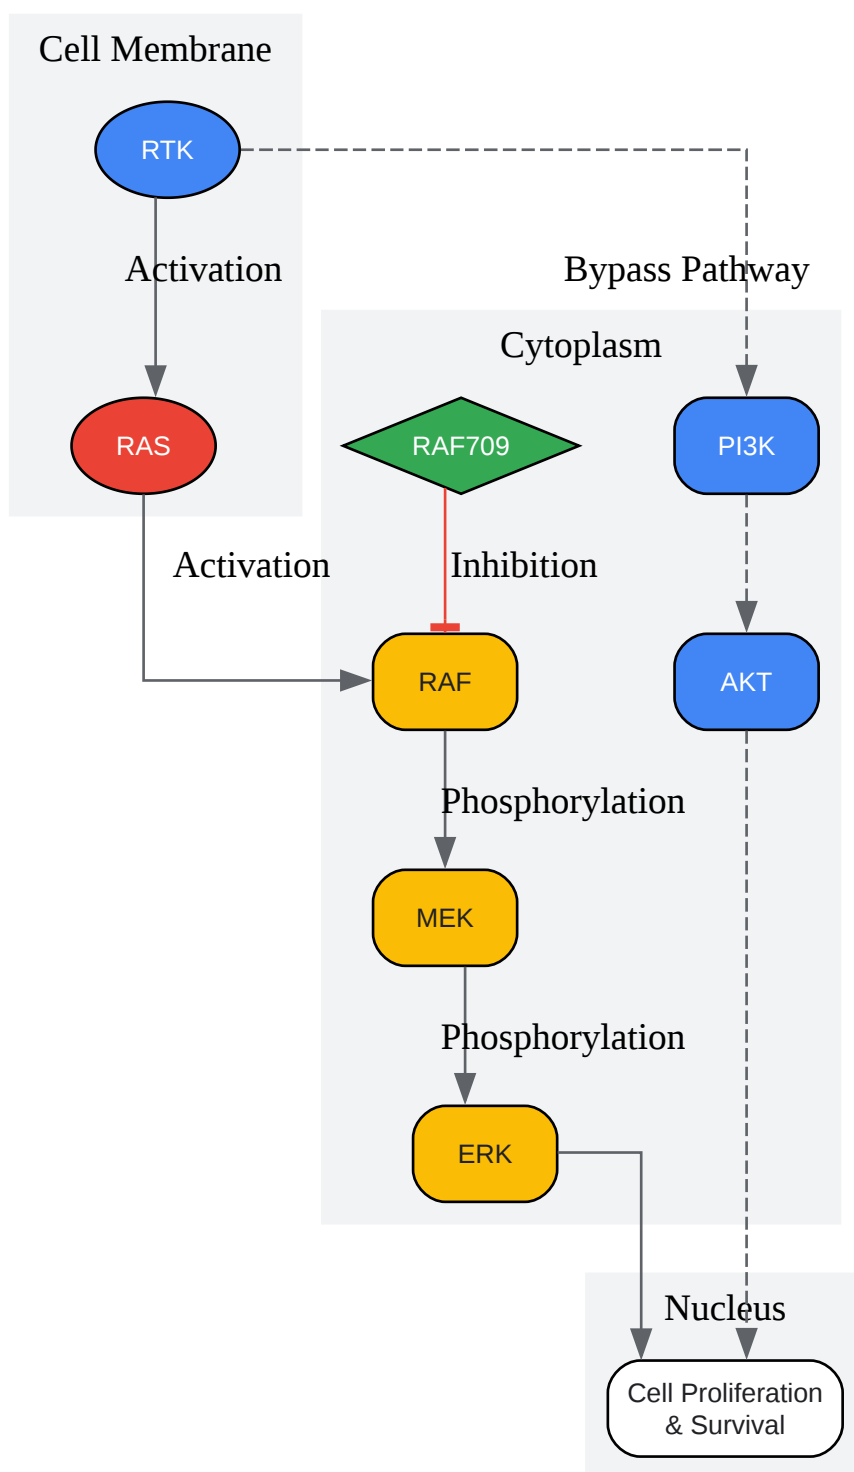 Cell Membrane
RTK
Activation
Bypass Pathway
Cytoplasm
RAS
RAF709
PI3K
Activation
Inhibition
RAF
AKT
Phosphorylation
MEK
Phosphorylation
ERK
Nucleus
Cell Proliferation
& Survival